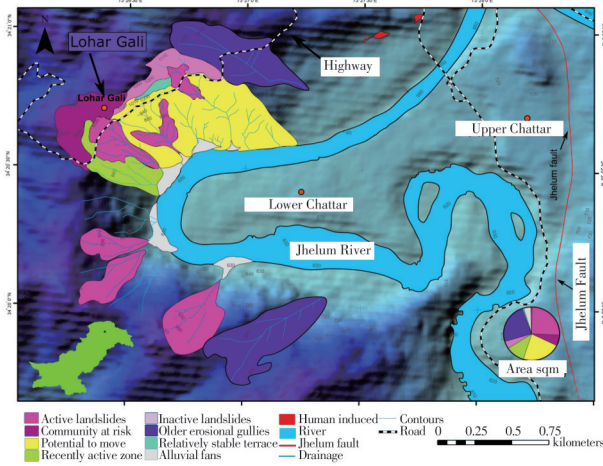 Lohar Gali
Highway
Lohar Gali
Upper Chattar
Jhelum fault
Lower Chattar
Jhelum River
Jhelum Fault
Area sqm
Active landslides
Community at risk
Potential to move
Recently active zone
Inactive landslides
Older erosional gullies
Relatively stable terrace
Alluvial fans
Human induced
River
Jhelum fault
Drainage
Contours
Road
0 0.25 0.5 0.75
kilometers